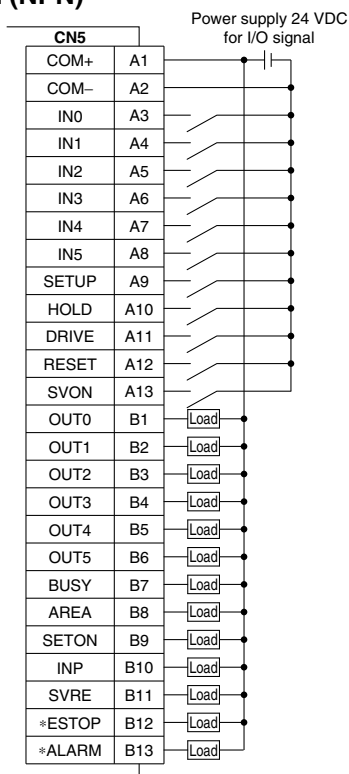 (NPN)
Power supply 24 VDC
for I/O signal
CN5
COM+ A1
COM− A2
IN0 A3
IN1 A4
IN2 A5
IN3 A6
IN4 A7
IN5 A8
SETUP A9
HOLD A10
DRIVE A11
RESET A12
SVON A13
OUT0 B1 Load
OUT1 B2 Load
OUT2 B3 Load
OUT3 B4 Load
OUT4 B5 Load
OUT5 B6 Load
BUSY B7 Load
AREA B8 Load
SETON B9 Load
INP B10 Load
SVRE B11 Load
∗ESTOP B12 Load
∗ALARM B13 Load